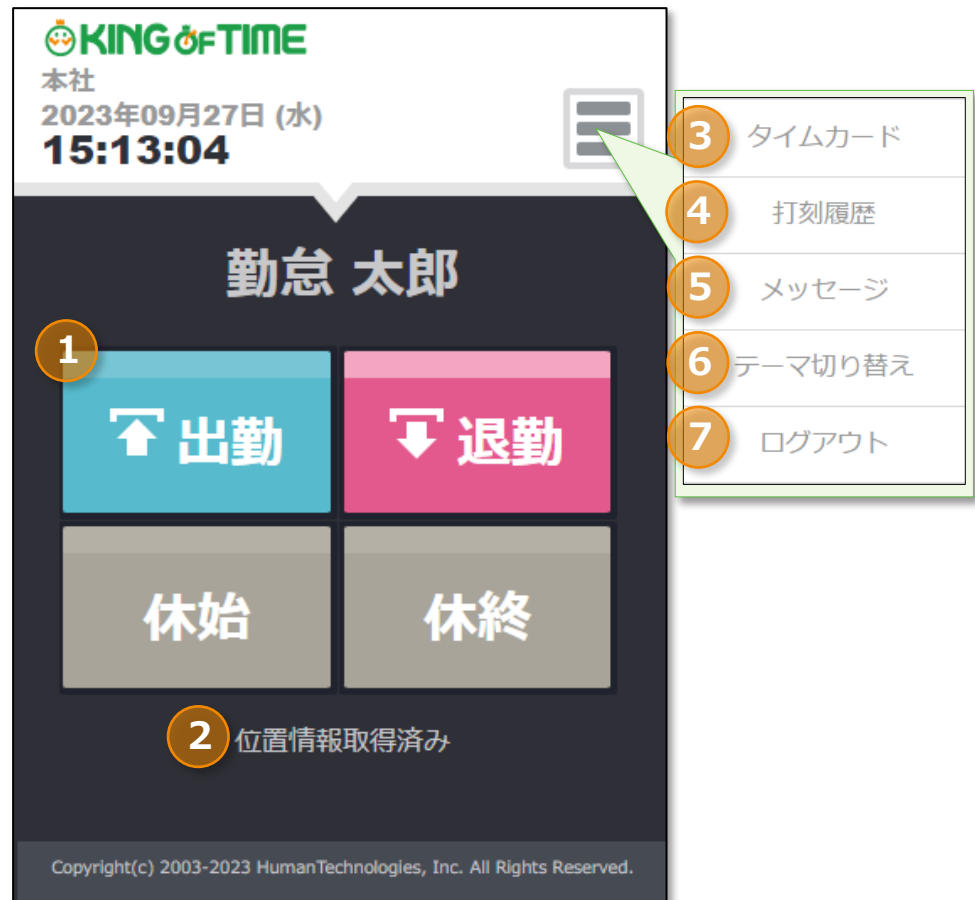 KING OF TIME
本社
2023年09月27日 (水)
15:13:04
勤怠 太郎
1
出勤
退勤
休始
休終
2 位置情報取得済み
Copyright(c) 2003-2023 HumanTechnologies, Inc. All Rights Reserved.
3 タイムカード
4 打刻履歴
5 メッセージ
6 テーマ切り替え
7 ログアウト